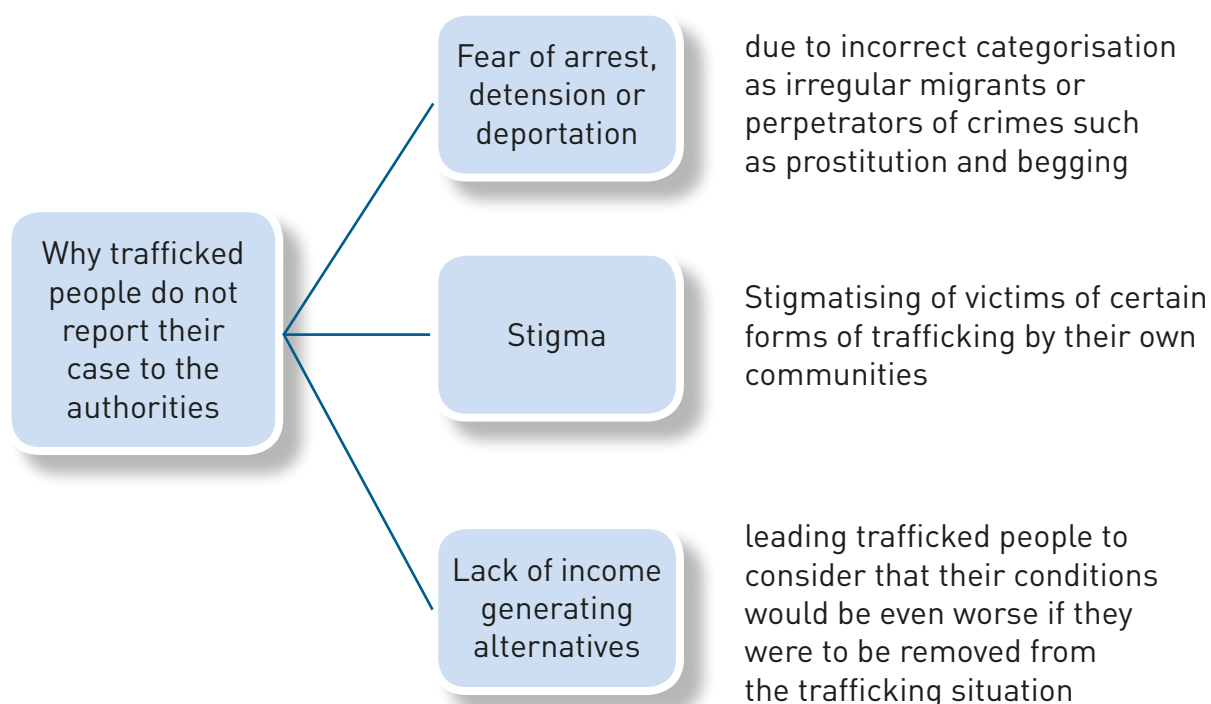 Why trafficked
people do not
report their
case to the
authorities
Fear of arrest,
detension or
deportation
due to incorrect categorisation
as irregular migrants or
perpetrators of crimes such
as prostitution and begging
Stigma
Stigmatising of victims of certain
forms of trafficking by their own
communities
Lack of income
generating
alternatives
leading trafficked people to
consider that their conditions
would be even worse if they
were to be removed from
the trafficking situation